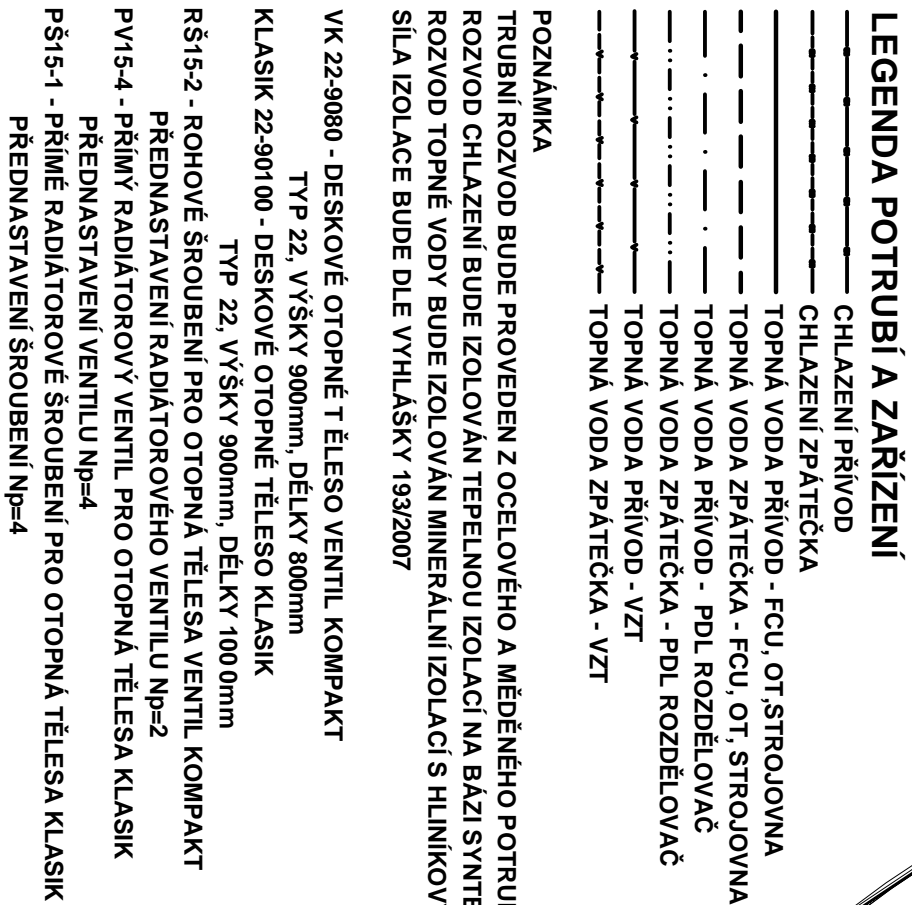 LEGENDA POTRUBÍ A ZAŘÍZENÍ
CHLAZENÍ PŘÍVOD
CHLAZENÍ ZPÁTEČKA
TOPNÁ VODA PŘÍVOD - FCU, OT,STROJOVNA
TOPNÁ VODA ZPÁTEČKA - FCU, OT, STROJOVNA
TOPNÁ VODA PŘÍVOD - PDL ROZDĚLOVAČ
TOPNÁ VODA ZPÁTEČKA - PDL ROZDĚLOVAČ
TOPNÁ VODA PŘÍVOD - VZT
TOPNÁ VODA ZPÁTEČKA - VZT
POZNÁMKA
TRUBNÍ ROZVOD BUDE PROVEDEN Z OCELOVÉHO A MĚDĚNÉHO
ROZVOD CHLAZENÍ BUDE IZOLOVÁN TEPELNOU IZOLACÍ NA BÁZI
ROZVOD TOPNÉ VODY BUDE IZOLOVÁN MINERÁLNÍ IZOLACÍ S
SÍLA IZOLACE BUDE DLE VYHLÁŠKY 193/2007
VK 22-9080 - DESKOVÉ OTOPNÉ T ĚLESO VENTIL KOMPAKT
TYP 22, VÝŠKY 900mm, DÉLKY 800mm
KLASIK 22-90100 - DESKOVÉ OTOPNÉ TĚLESO KLASIK
TYP 22, VÝŠKY 900mm, DÉLKY 100 0mm
RŠ15-2 - ROHOVÉ ŠROUBENÍ PRO OTOPNÁ TĚLESA VENTIL KOMPAKT
PŘEDNASTAVENÍ RADIÁTOROVÉHO VENTILU Np=2
PV15-4 - PŘÍMÝ RADIÁTOROVÝ VENTIL PRO OTOPNÁ TĚLESA KLASIK
PŘEDNASTAVENÍ VENTILU Np=4
PŠ15-1 - PŘÍMÉ RADIÁTOROVÉ ŠROUBENÍ PRO OTOPNÁ TĚLESA KLASIK
PŘEDNASTAVENÍ ŠROUBENÍ Np=4